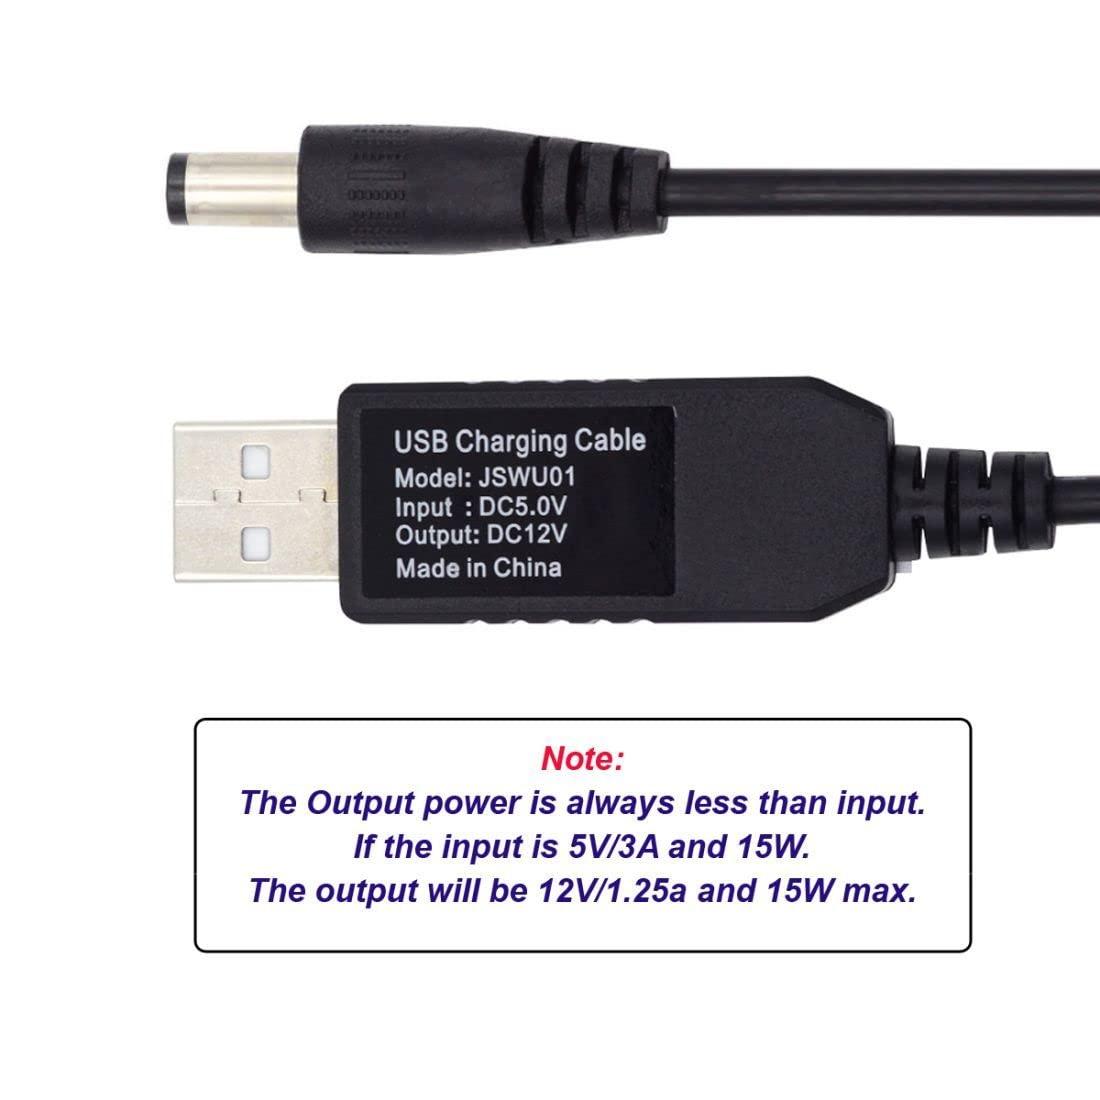 USB Charging Cable
Model: JSWU01
Input : DC5.0V
Output: DC12V
Made in China
Note:
The Output power is always less than input.
If the input is 5V/3A and 15W.
The output will be 12V/1.25a and 15W max.